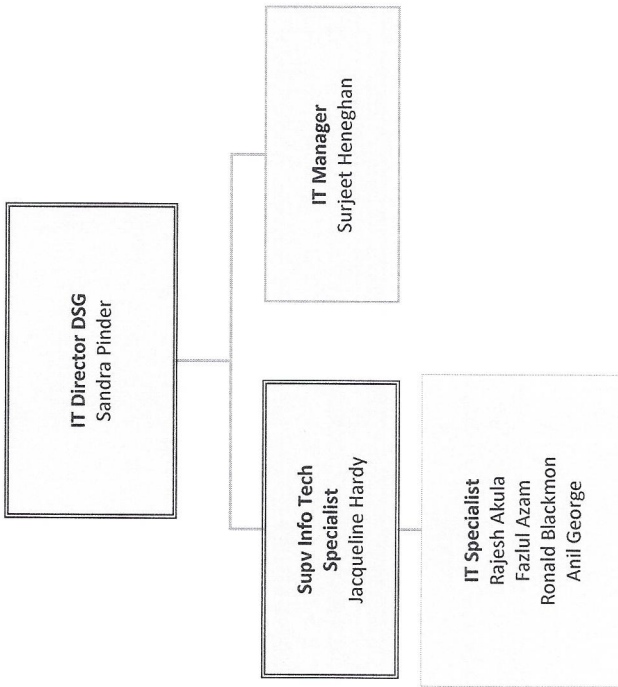 IT Director DSG
Sandra Pinder
Supv Info Tech
Specialist
Jacqueline Hardy
IT Manager
Surjeet Heneghan
IT Specialist
Rajesh Akula
Fazlul Azam
Ronald Blackmon
Anil George